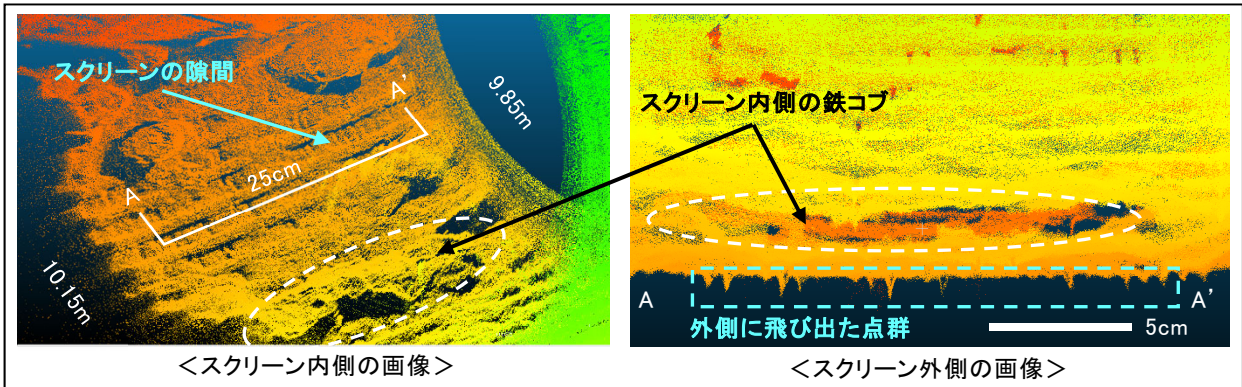 スクリーンの隙間
A'
9.85m
25cm
A
10.15m
スクリーン内側の鉄コブ
A
A'
外側に飛び出た点群
5cm
＜スクリーン内側の画像＞
＜スクリーン外側の画像＞